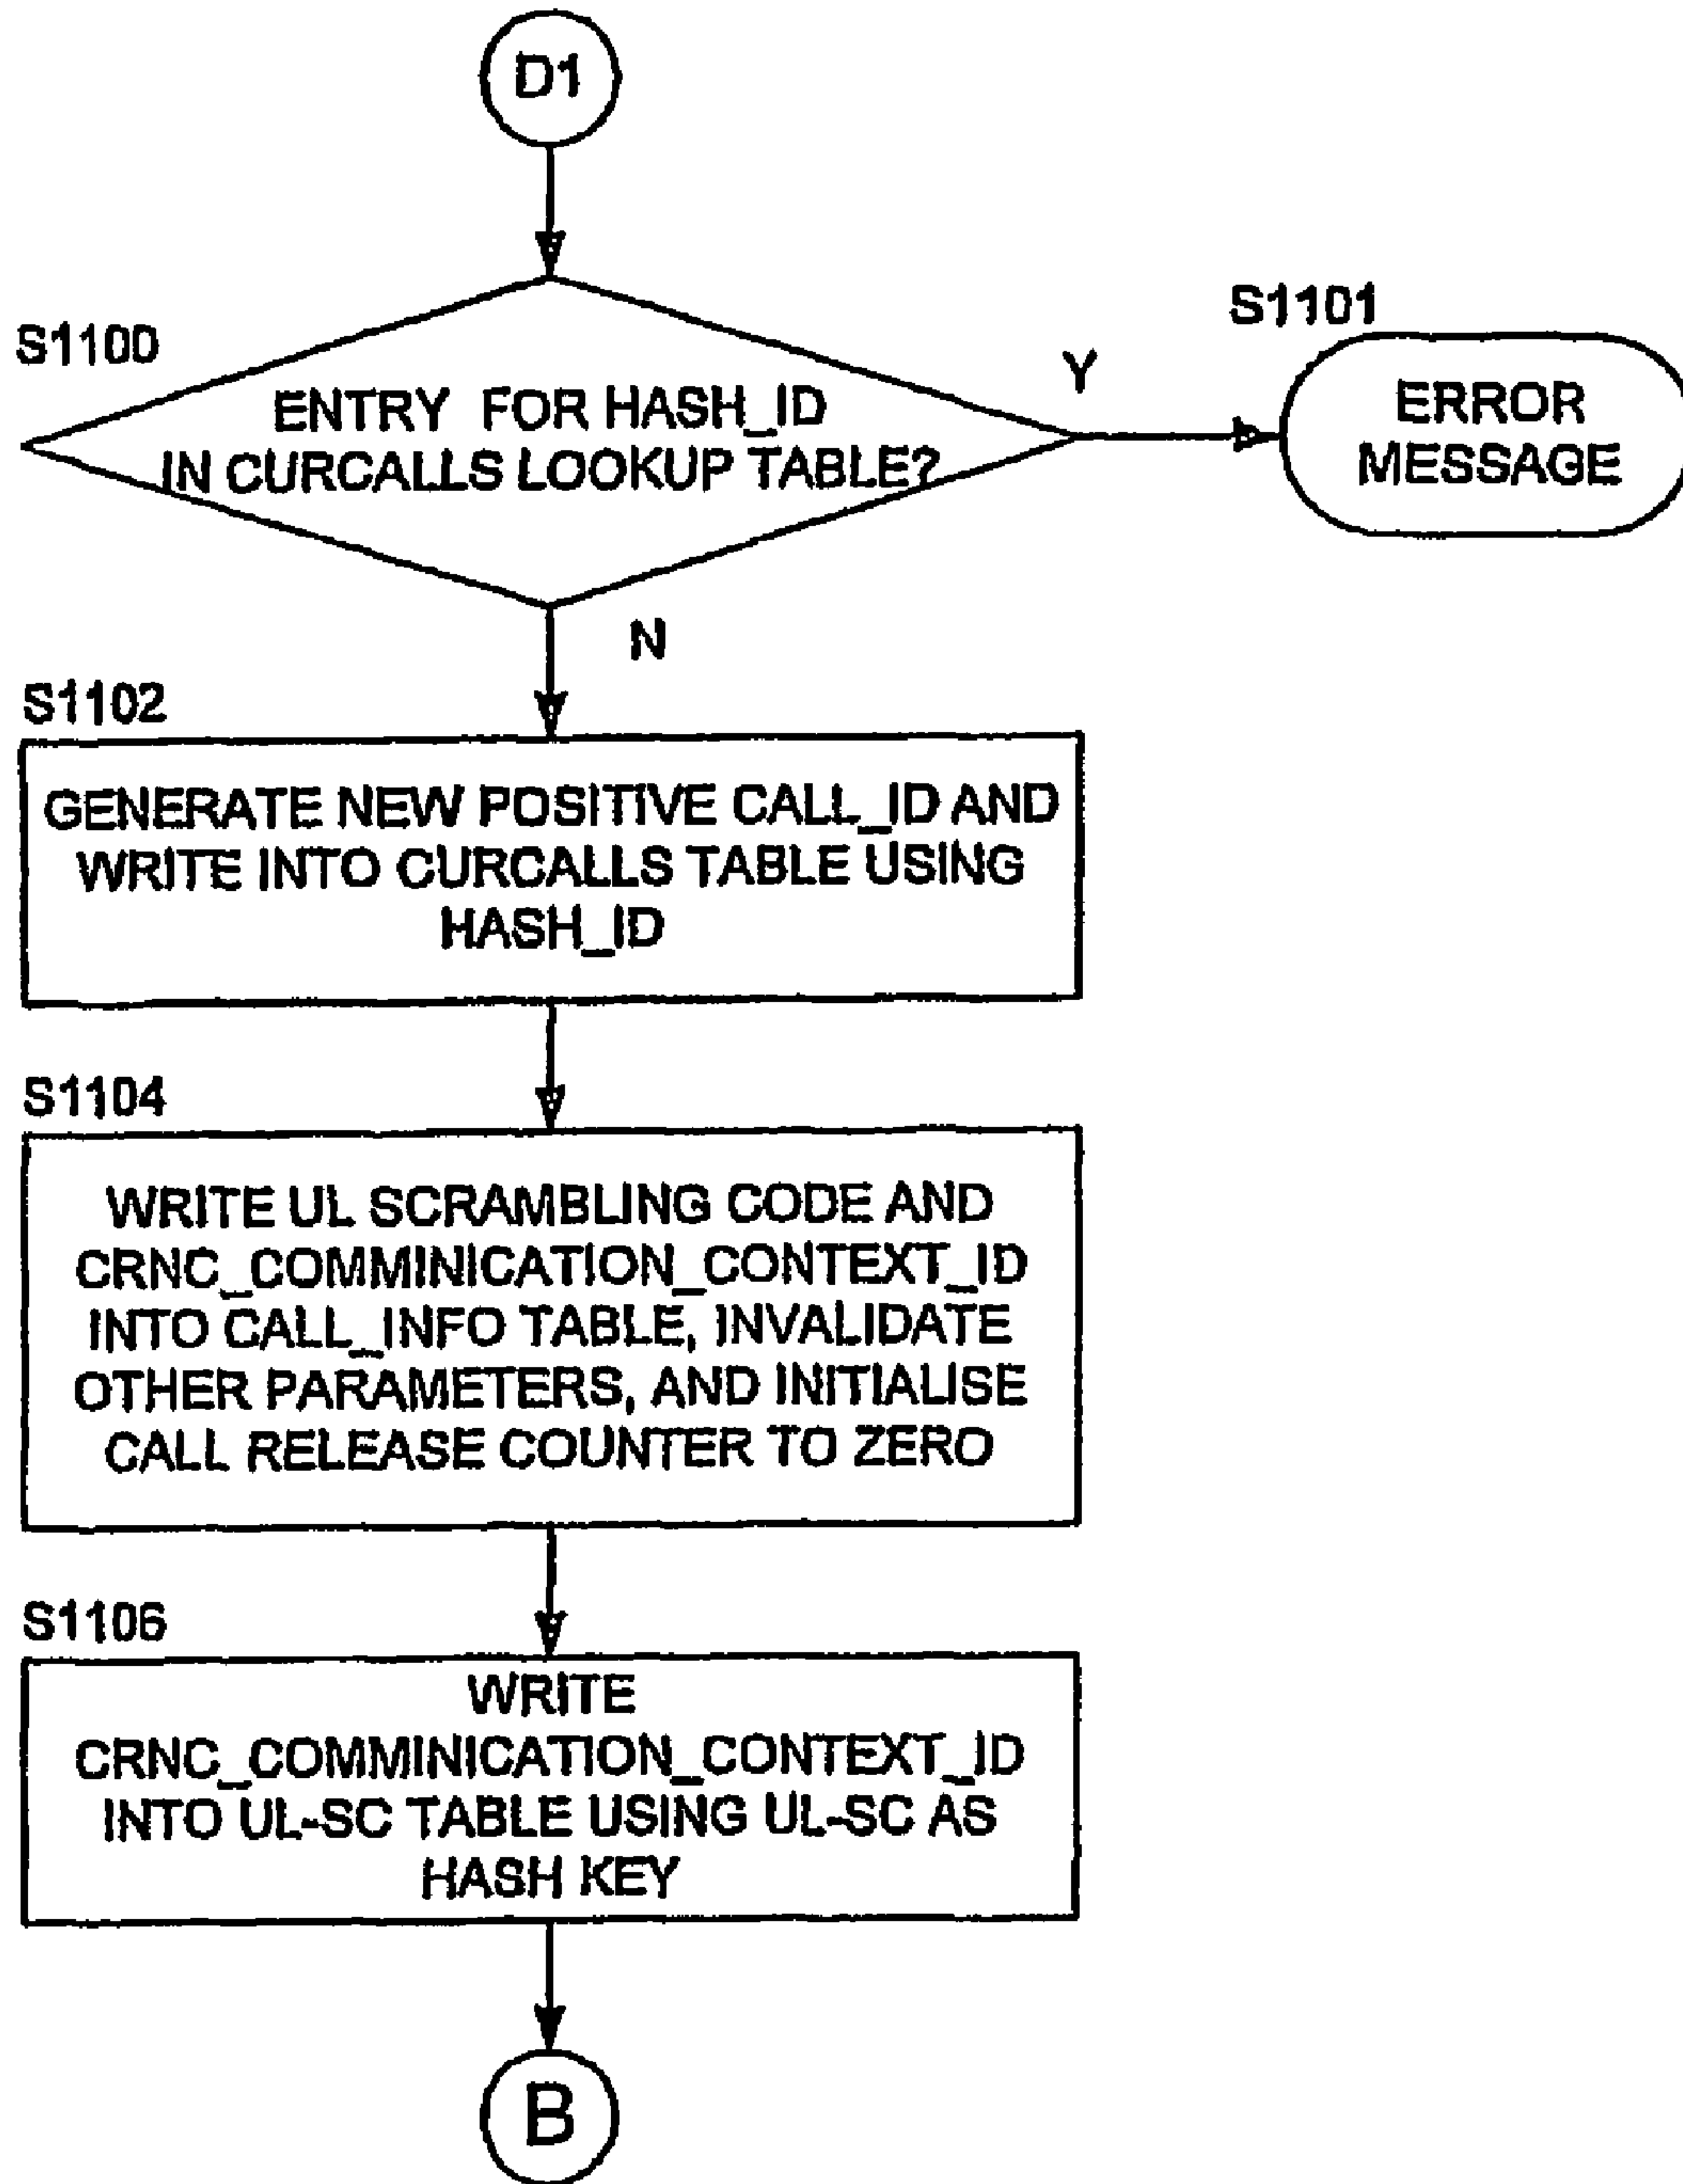 D1
S1100
ENTRY FOR HASH_ID
IN CURCALLS LOOKUP TABLE?
Y
S1101
ERROR
MESSAGE
N
S1102
GENERATE NEW POSITIVE CALL_ID AND
WRITE INTO CURCALLS TABLE USING
HASH_ID
S1104
WRITE UL SCRAMBLING CODE AND
CRNC_COMMINICATION_CONTEXT_ID
INTO CALL_INFO TABLE, INVALIDATE
OTHER PARAMETERS, AND INITIALISE
CALL RELEASE COUNTER TO ZERO
S1106
WRITE
CRNC_COMMINICATION_CONTEXT_ID
INTO UL-SC TABLE USING UL-SC AS
HASH KEY
B